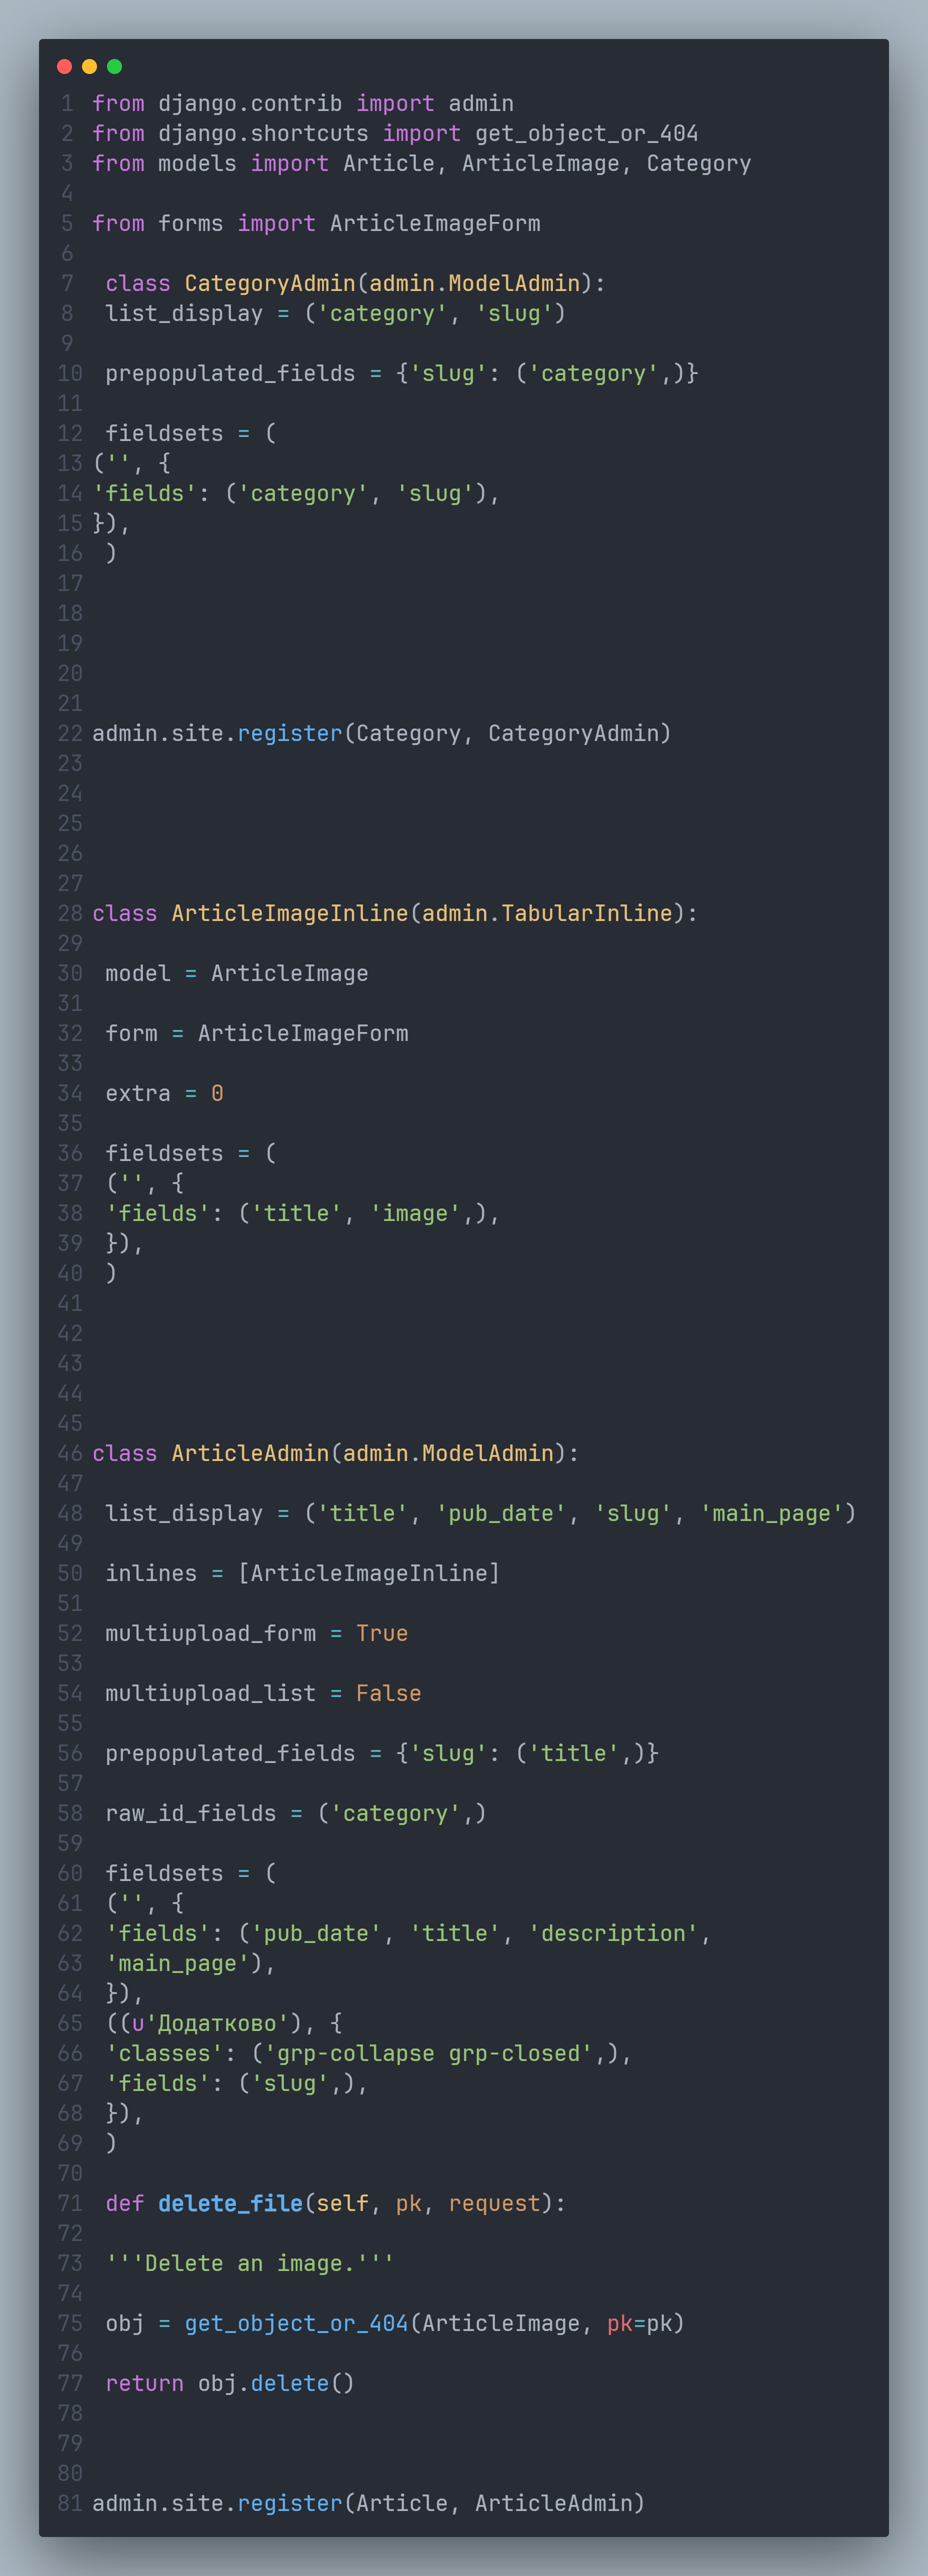 1 from django.contrib import admin
2 from django.shortcuts import get_object_or_404
3 from models import Article, ArticleImage, Category
4
5 from forms import ArticleImageForm
6
7  class CategoryAdmin(admin.ModelAdmin):
8  list_display = ('category', 'slug')
9
10  prepopulated_fields = {'slug': ('category',)}
11
12  fieldsets = (
13 ('', {
14 'fields': ('category', 'slug'),
15 }),
16  )
17
18
19
20
21
22 admin.site.register(Category, CategoryAdmin)
23
24
25
26
27
28 class ArticleImageInline(admin.TabularInline):
29
30  model = ArticleImage
31
32  form = ArticleImageForm
33
34  extra = 0
35
36  fieldsets = (
37  ('', {
38  'fields': ('title', 'image',),
39  }),
40  )
41
42
43
44
45
46 class ArticleAdmin(admin.ModelAdmin):
47
48  list_display = ('title', 'pub_date', 'slug', 'main_page')
49
50  inlines = [ArticleImageInline]
51
52  multiupload_form = True
53
54  multiupload_list = False
55
56  prepopulated_fields = {'slug': ('title',)}
57
58  raw_id_fields = ('category',)
59
60  fieldsets = (
61  ('', {
62  'fields': ('pub_date', 'title', 'description',
63  'main_page'),
64  }),
65  ((u'Додатково'), {
66  'classes': ('grp-collapse grp-closed',),
67  'fields': ('slug',),
68  }),
69  )
70
71  def delete_file(self, pk, request):
72
73  '''Delete an image.'''
74
75  obj = get_object_or_404(ArticleImage, pk=pk)
76
77  return obj.delete()
78
79
80
81 admin.site.register(Article, ArticleAdmin)